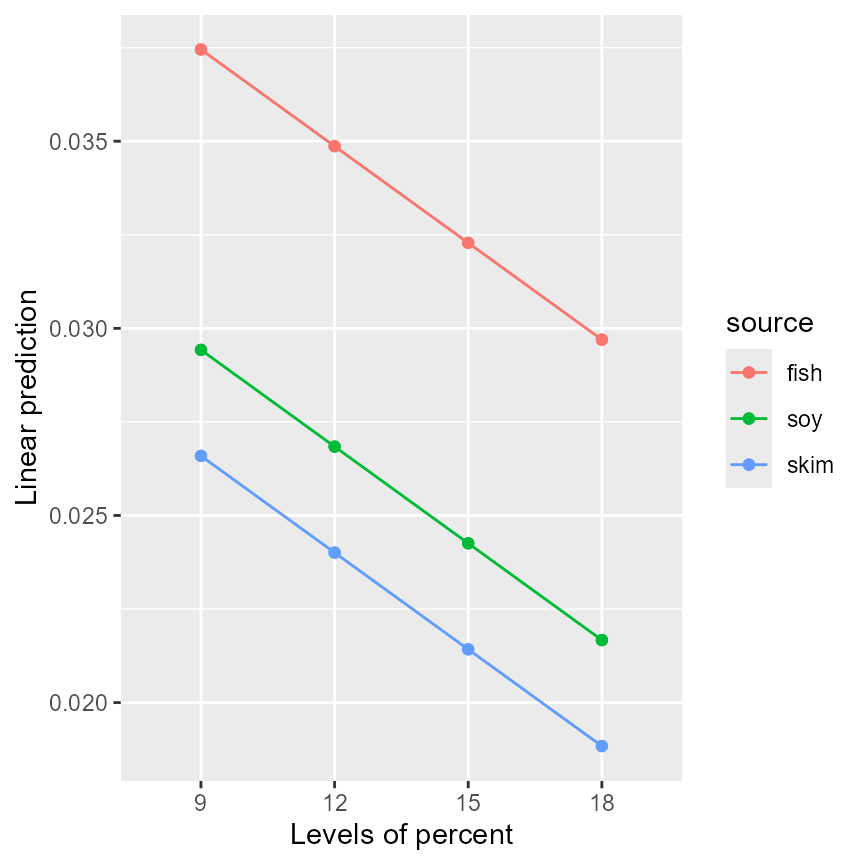 0.035
0.030
0.025
0.020
Linear prediction
9 12 15 18
Levels of percent
source
fish
soy
skim